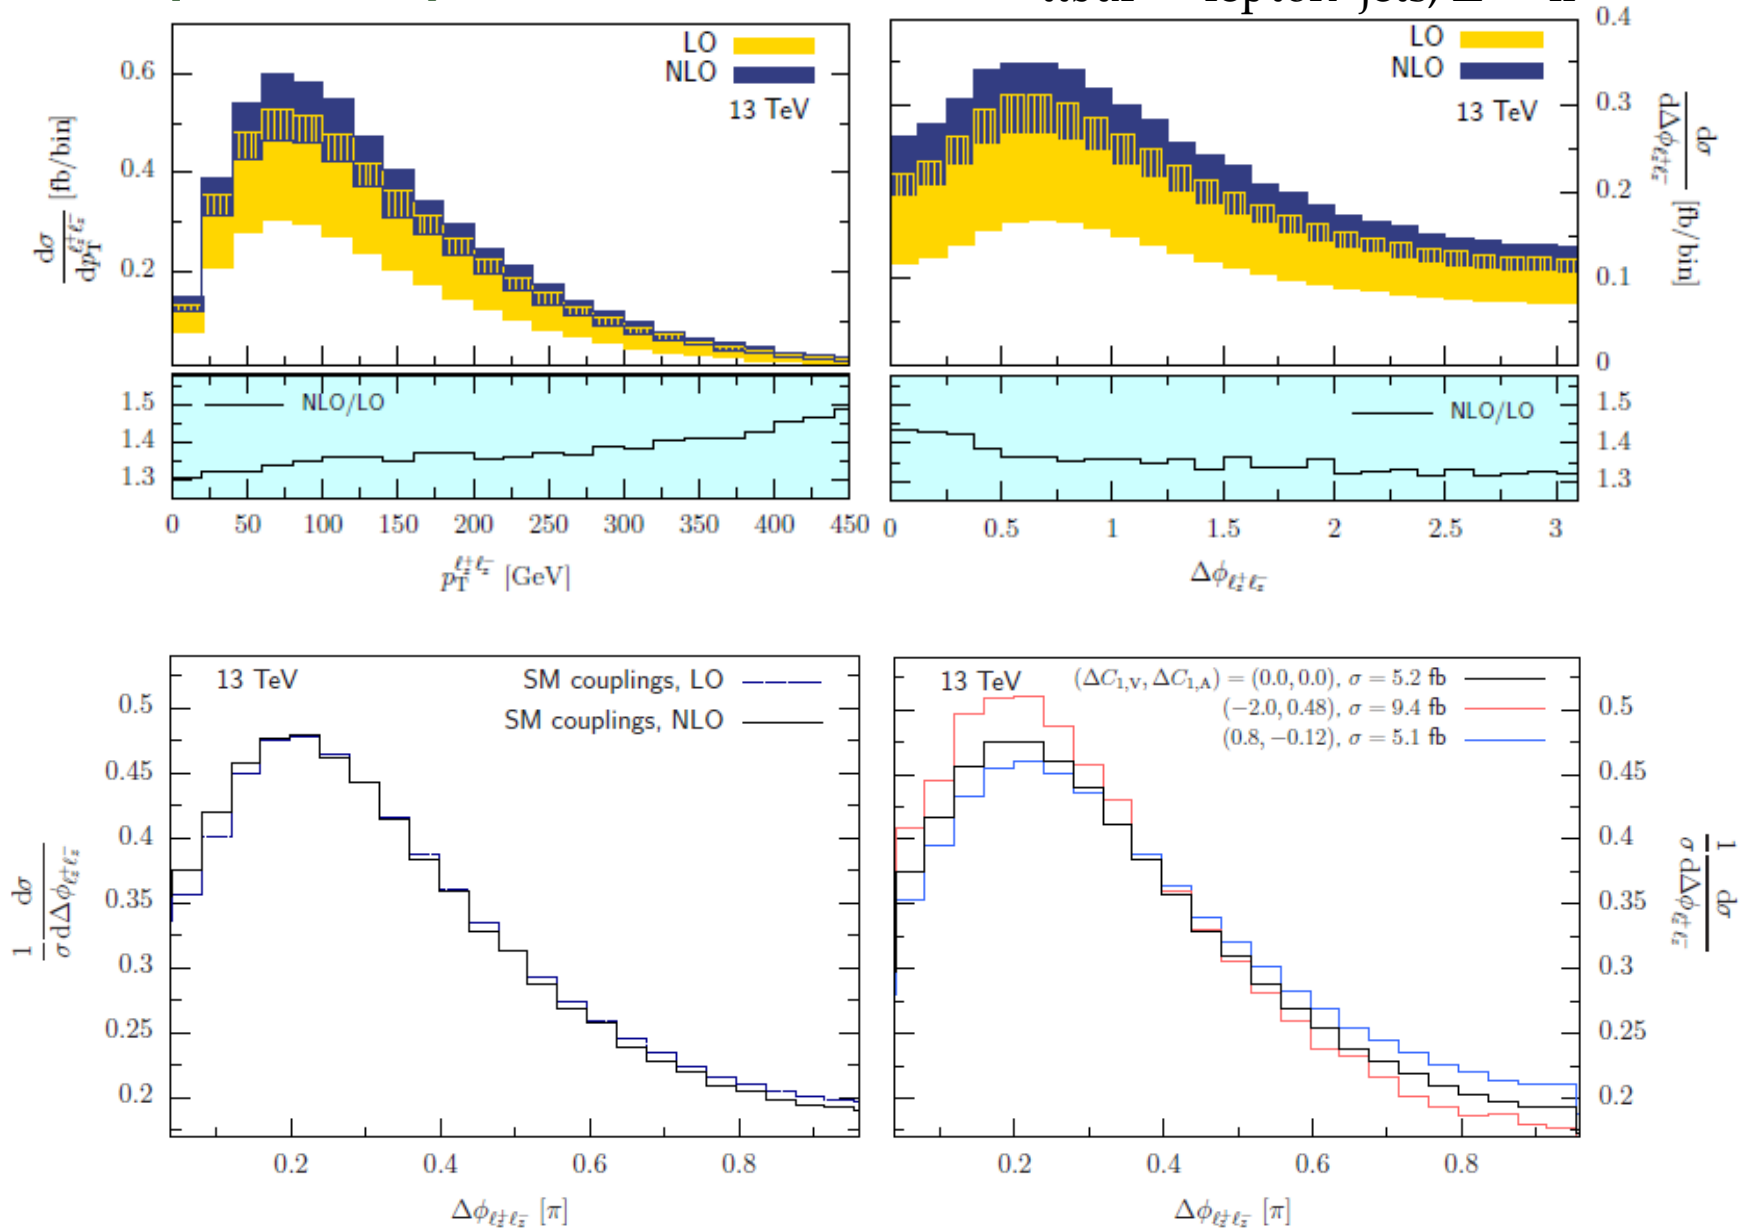 lepton jets,
LO
NLO
13 TeV
0.6
0.4
0.2
dσ
dp_T^{ℓ_z^+ℓ_z^-} [fb/bin]
NLO/LO
1.5
1.4
1.3
0 50 100 150 200 250 300 350 400 450
p_T^{ℓ_z^+ℓ_z^-} [GeV]
LO
NLO
13 TeV
0.4
0.3
0.2
0.1
0
dσ
dΔϕ_{ℓ_z^+ℓ_z^-} [fb/bin]
NLO/LO
1.5
1.4
1.3
0 0.5 1 1.5 2 2.5 3
Δϕ_{ℓ_z^+ℓ_z^-}
13 TeV
SM couplings, LO
SM couplings, NLO
0.5
0.45
0.4
0.35
0.3
0.25
0.2
1 dσ
σ dΔϕ_{ℓ_z^+ℓ_z^-}
0.2 0.4 0.6 0.8
Δϕ_{ℓ_z^+ℓ_z^-} [π]
13 TeV
(ΔC_{1,V}, ΔC_{1,A}) = (0.0, 0.0), σ = 5.2 fb
(−2.0, 0.48), σ = 9.4 fb
(0.8, −0.12), σ = 5.1 fb
0.5
0.45
0.4
0.35
0.3
0.25
0.2
1 dσ
σ dΔϕ_{ℓ_z^+ℓ_z^-}
0.2 0.4 0.6 0.8
Δϕ_{ℓ_z^+ℓ_z^-} [π]